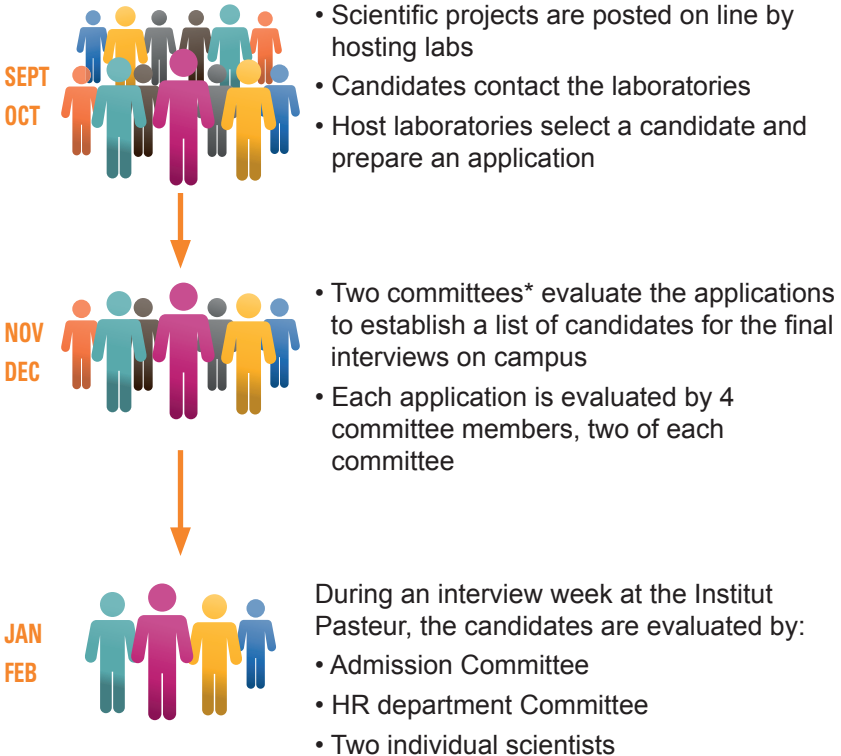 SEPT
OCT
• Scientific projects are posted on line by
hosting labs
• Candidates contact the laboratories
• Host laboratories select a candidate and
prepare an application
NOV
DEC
• Two committees* evaluate the applications
to establish a list of candidates for the final
interviews on campus
• Each application is evaluated by 4
committee members, two of each
committee
JAN
FEB
During an interview week at the Institut
Pasteur, the candidates are evaluated by:
• Admission Committee
• HR department Committee
• Two individual scientists